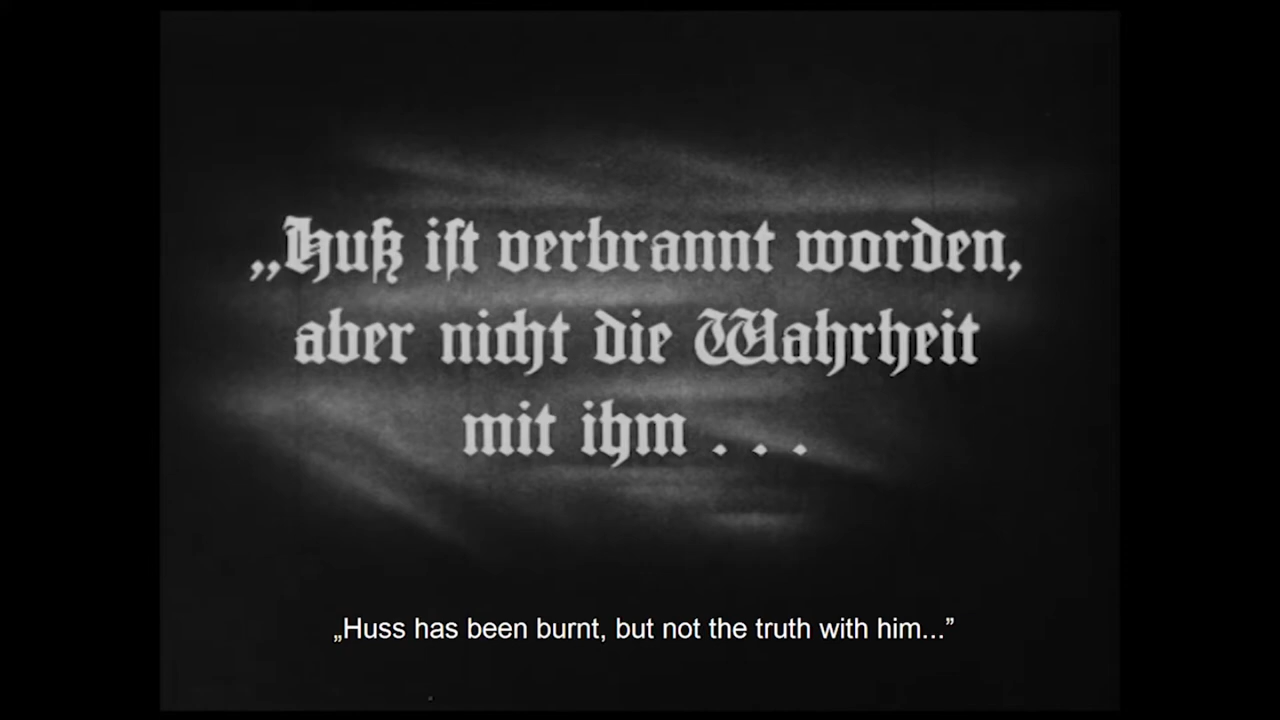 „Huß ist verbrannt worden,
aber nicht die Wahrheit
mit ihm . . .
„Huss has been burnt, but not the truth with him...”